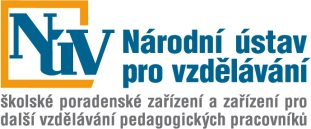 NÚV Národní ústav
pro vzdělávání
školské poradenské zařízení a zařízení pro
další vzdělávání pedagogických pracovníků